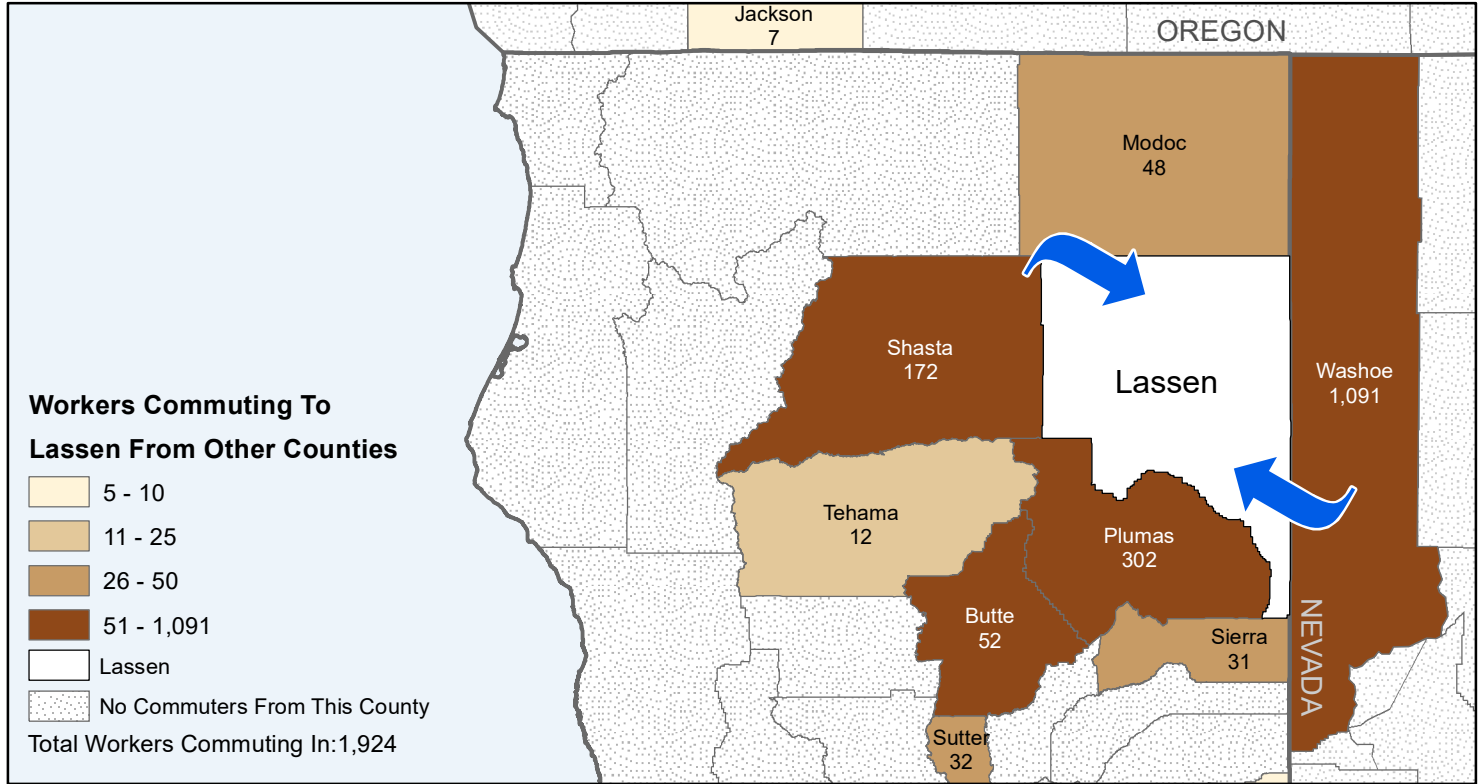 Jackson
7
OREGON
Modoc
48
Shasta
172
Lassen
Washoe
1,091
Tehama
12
Plumas
302
Butte
52
Sierra
31
Sutter
32
NEVADA
Workers Commuting To
Lassen From Other Counties
5 - 10
11 - 25
26 - 50
51 - 1,091
Lassen
No Commuters From This County
Total Workers Commuting In:1,924